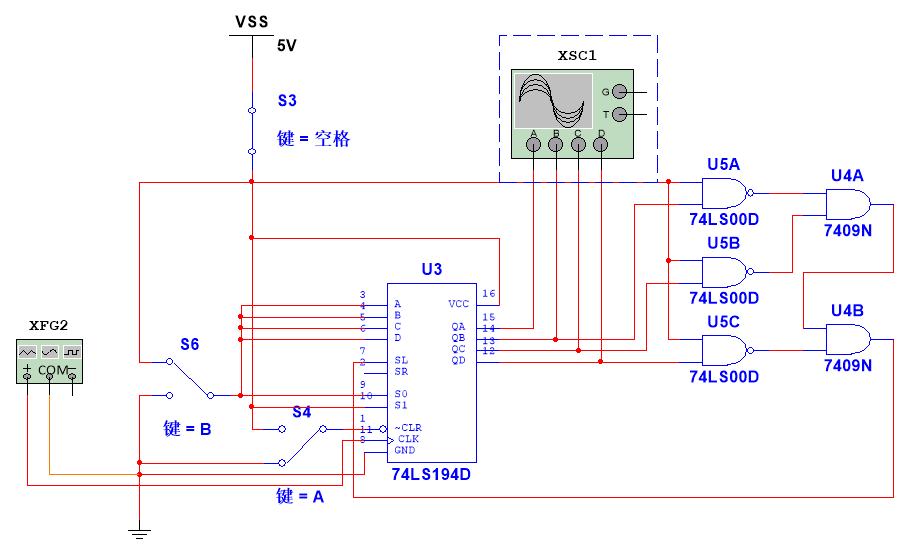 VSS
5V
S3
键 = 空格
XSC1
G
T
A B C D
U5A
74LS00D
U4A
7409N
U5B
74LS00D
U5C
74LS00D
U4B
7409N
U3
3
4
5
6
7
2
9
10
1
11
8
A
B
C
D
SL
SR
S0
S1
~CLR
CLK
GND
VCC
QA
QB
QC
QD
16
15
14
13
12
74LS194D
XFG2
+ COM −
S6
键 = B
S4
键 = A